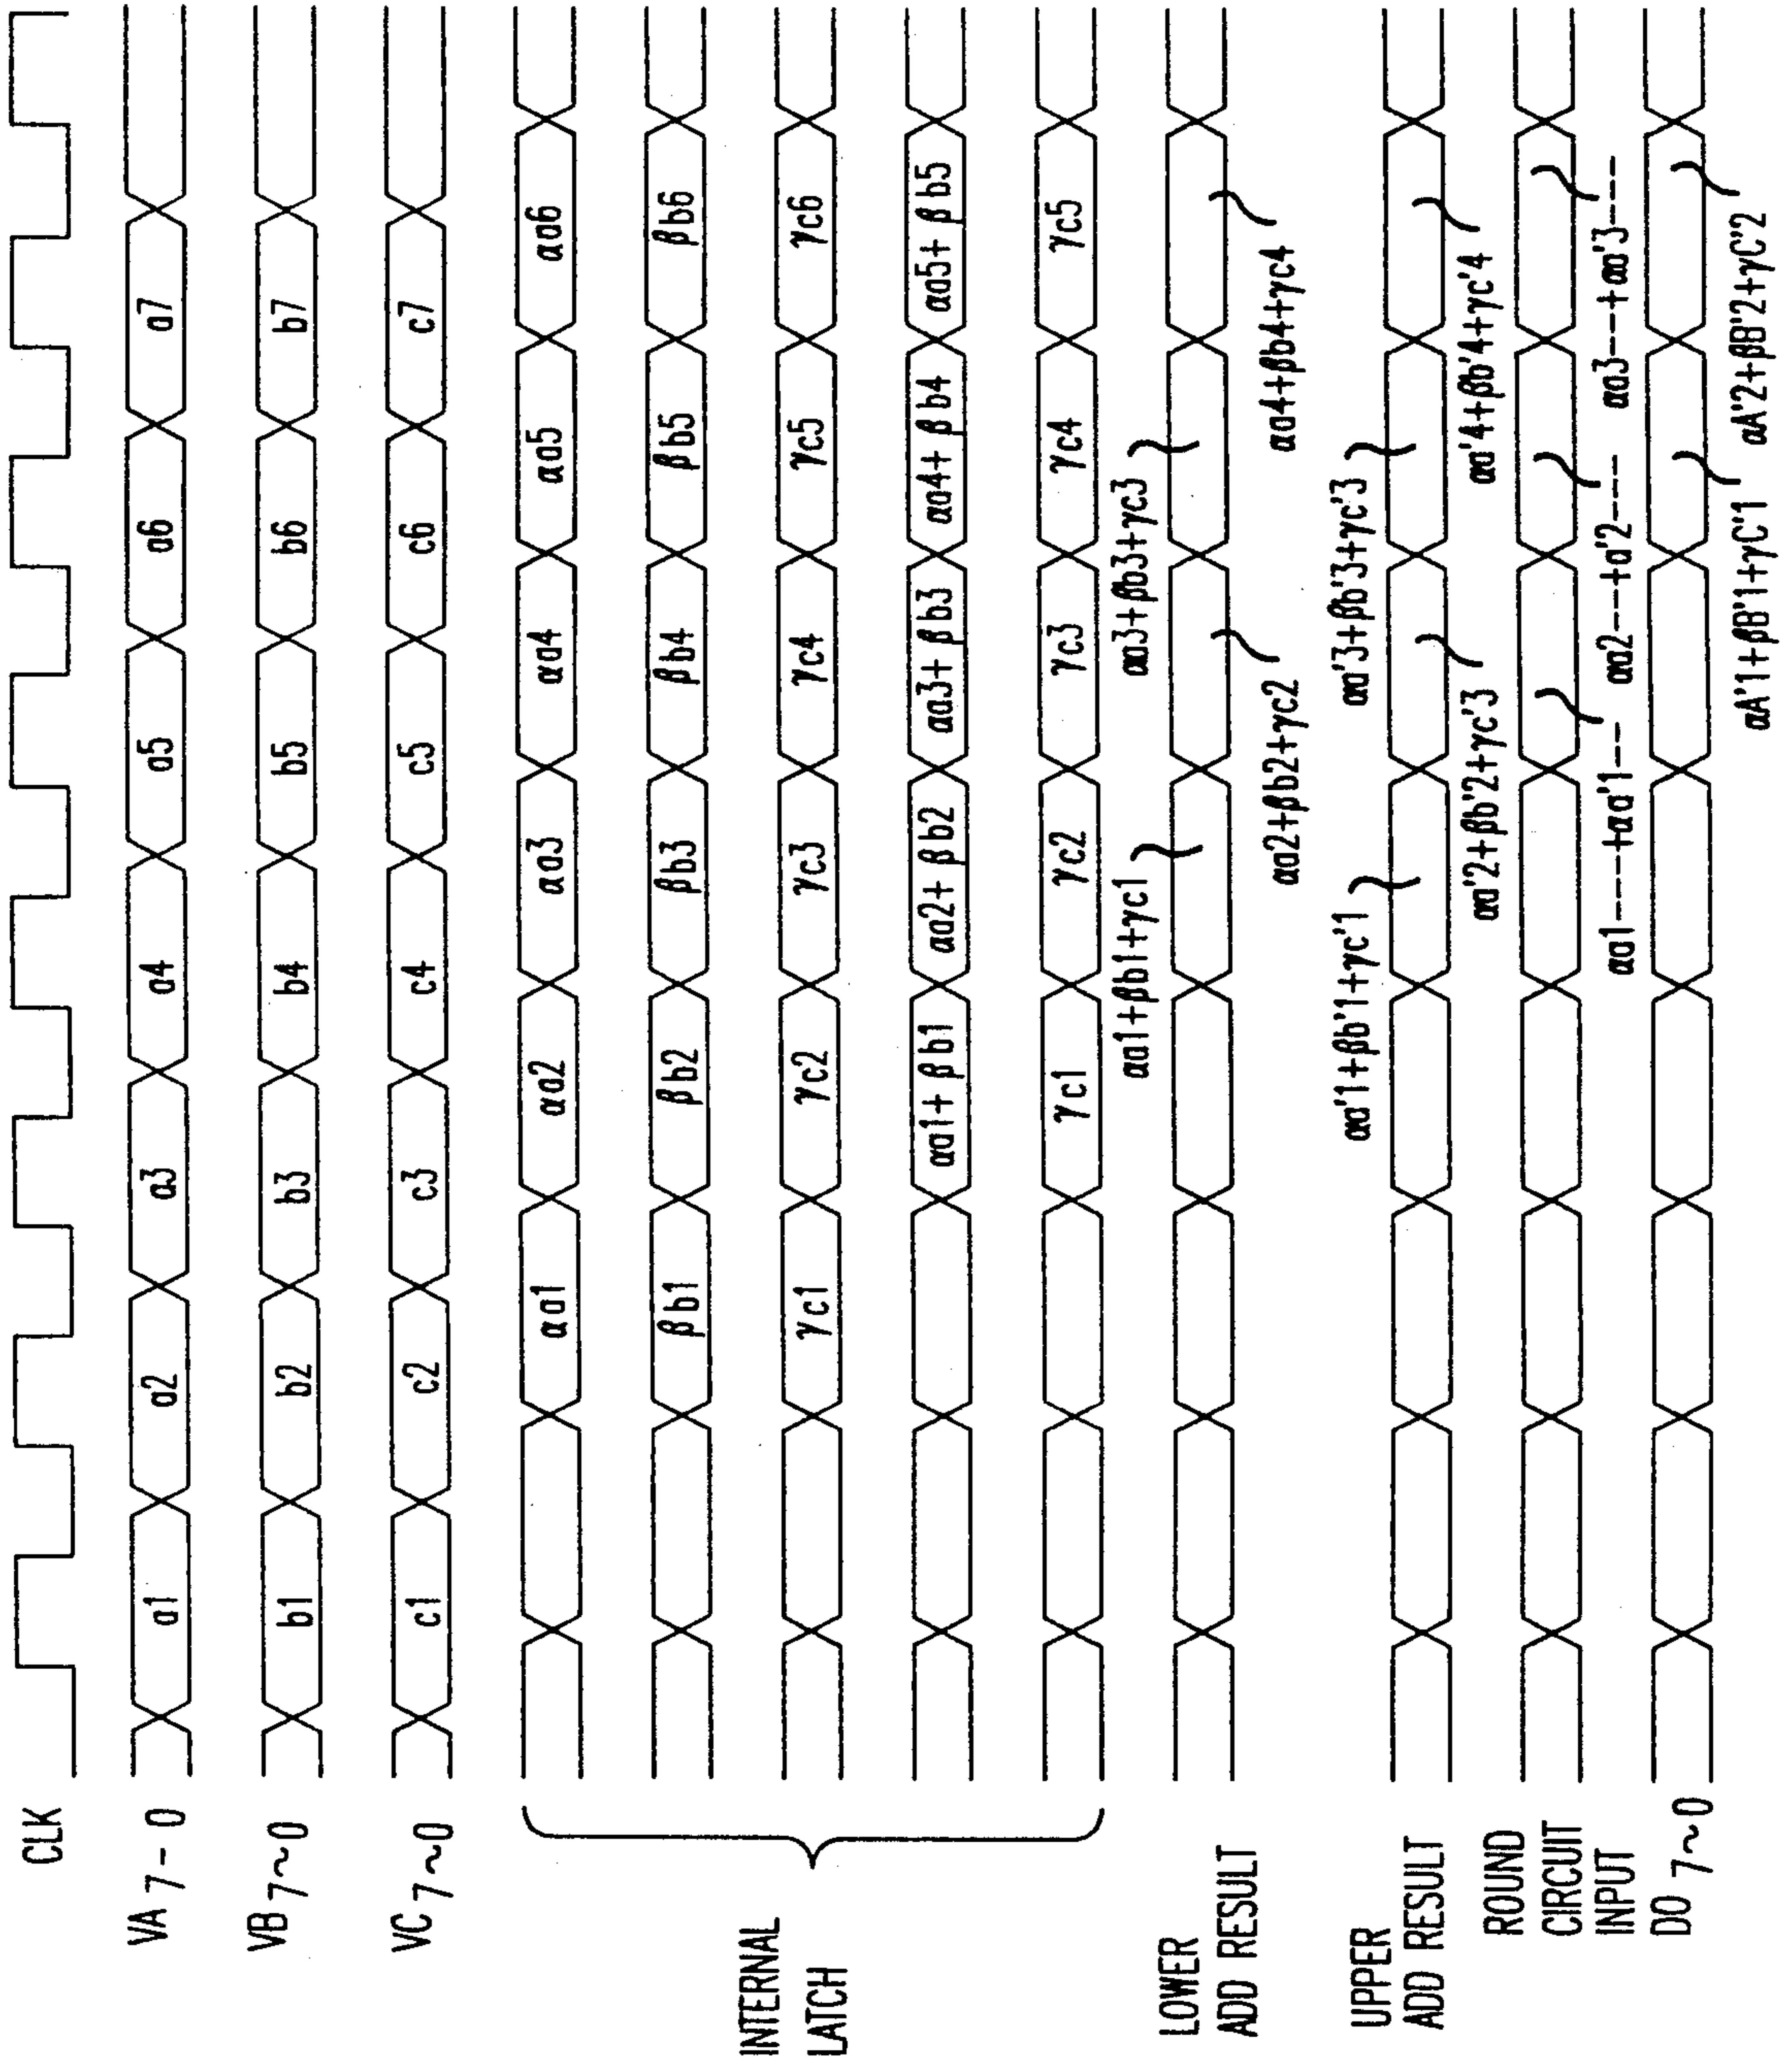 CLK
VA 7-0
a1 a2 a3 a4 a5 a6 a7
VB 7~0
b1 b2 b3 b4 b5 b6 b7
VC 7~0
c1 c2 c3 c4 c5 c6 c7
INTERNAL
LATCH
αa1 αa2 αa3 αa4 αa5 αa6
βb1 βb2 βb3 βb4 βb5 βb6
γc1 γc2 γc3 γc4 γc5 γc6
αa1+βb1 αa2+βb2 αa3+βb3 αa4+βb4 αa5+βb5
γc1 γc2 γc3 γc4 γc5
LOWER
ADD RESULT
αa1+βb1+γc1 αa3+βb3+γc3
αa2+βb2+γc2 αa4+βb4+γc4
UPPER
ADD RESULT
αa'1+βb'1+γc'1 αa'3+βb'3+γc'3
αa'2+βb'2+γc'3 αa'4+βb'4+γc'4
ROUND
CIRCUIT
INPUT
αa1----+αa'1--- αa2---+a'2---- αa3---+αa'3----
DO 7~0
αA'1+βB'1+γC'1 αA'2+βB'2+γC'2